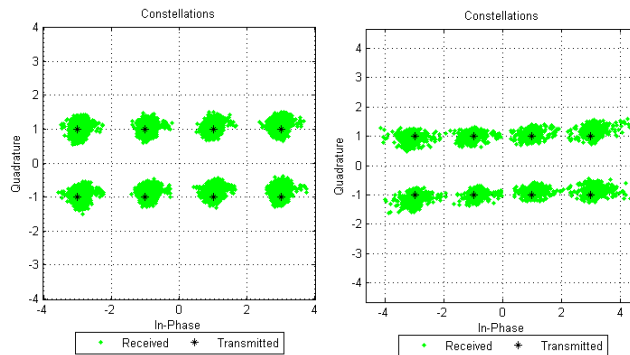 Constellations
4
3
2
1
0
-1
-2
-3
-4
Quadrature
-4 -2 0 2 4
In-Phase
Received Transmitted
Constellations
4
3
2
1
0
-1
-2
-3
-4
Quadrature
-4 -2 0 2 4
In-Phase
Received Transmitted